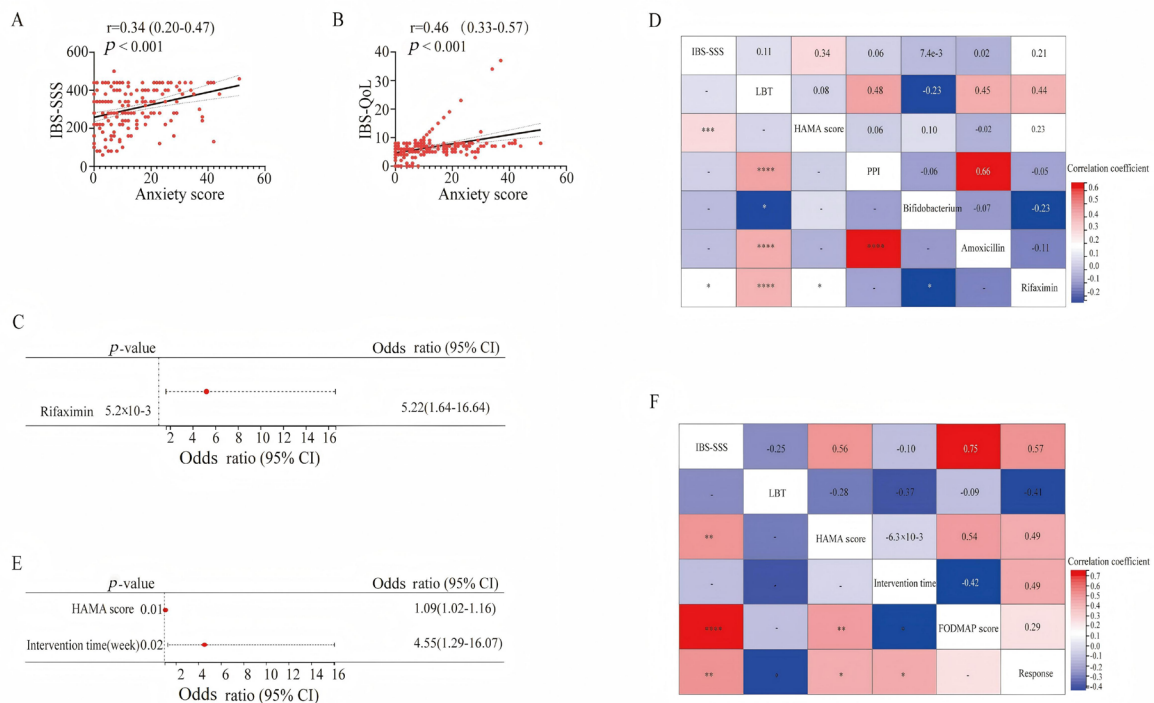 A
r=0.34 (0.20-0.47)
p < 0.001
600
400
200
0
IBS-SSS
0 20 40 60
Anxiety score
B
r=0.46 (0.33-0.57)
p < 0.001
40
30
20
10
0
IBS-QoL
0 20 40 60
Anxiety score
C
p-value Odds ratio (95% CI)
Rifaximin 5.2×10-3 5.22(1.64-16.64)
2 4 6 8 10 12 14 16
Odds ratio (95% CI)
E
p-value Odds ratio (95% CI)
HAMA score 0.01 1.09(1.02-1.16)
Intervention time(week) 0.02 4.55(1.29-16.07)
2 4 6 8 10 12 14 16
Odds ratio (95% CI)
D
IBS-SSS 0.11 0.34 0.06 7.4e-3 0.02 0.21
- LBT 0.08 0.48 -0.23 0.45 0.44
*** - HAMA score 0.06 0.10 -0.02 0.23
- **** - PPI -0.06 0.66 -0.05
- * - - Bifidobacterium -0.07 -0.23
- **** - **** - Amoxicillin -0.11
* **** * - * - Rifaximin
Correlation coefficient
0.6
0.5
0.4
0.3
0.2
0.1
0.0
-0.1
-0.2
F
IBS-SSS -0.25 0.56 -0.10 0.75 0.57
- LBT -0.28 -0.37 -0.09 -0.41
** - HAMA score -6.3×10-3 0.54 0.49
- - - Intervention time -0.42 0.49
**** - ** * FODMAP score 0.29
** * * * - Response
Correlation coefficient
0.7
0.6
0.5
0.4
0.3
0.2
0.1
0.0
-0.1
-0.2
-0.3
-0.4